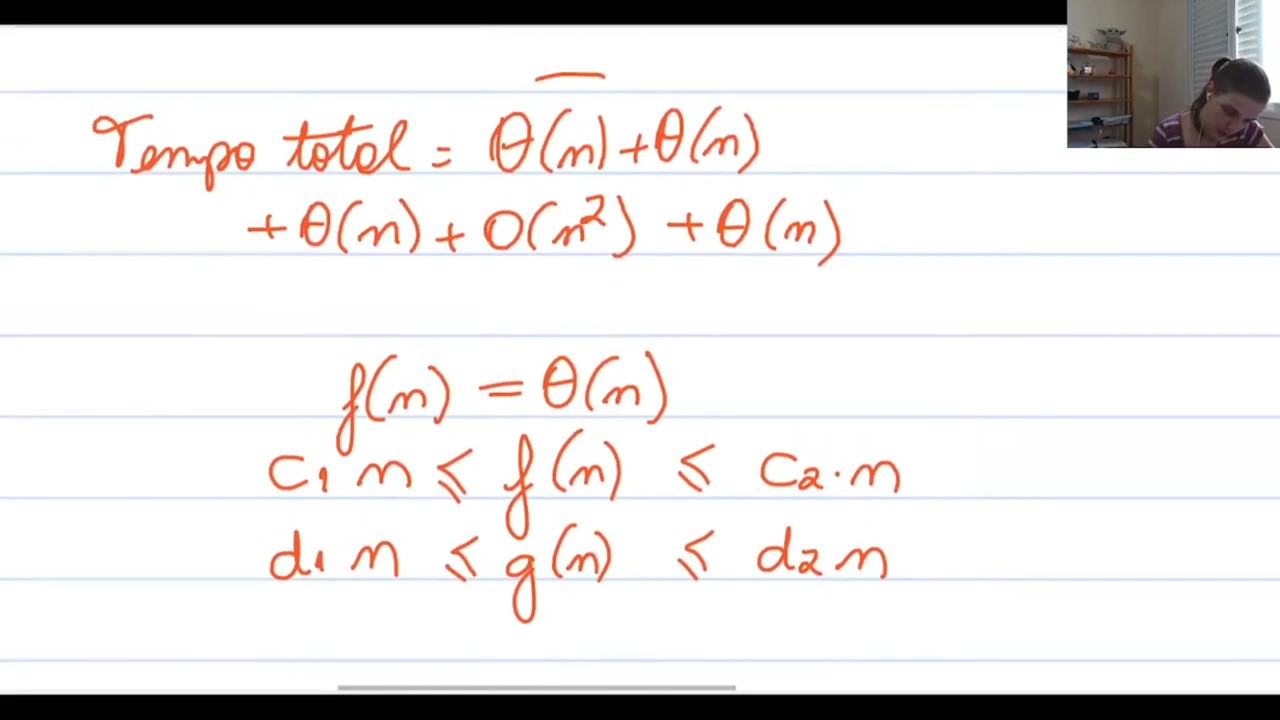 Tempo total = θ(n) + θ(n)
+ θ(n) + O(n²) + θ(n)
f(n) = θ(n)
c₁ n ≤ f(n) ≤ c₂ · n
d₁ n ≤ g(n) ≤ d₂ n